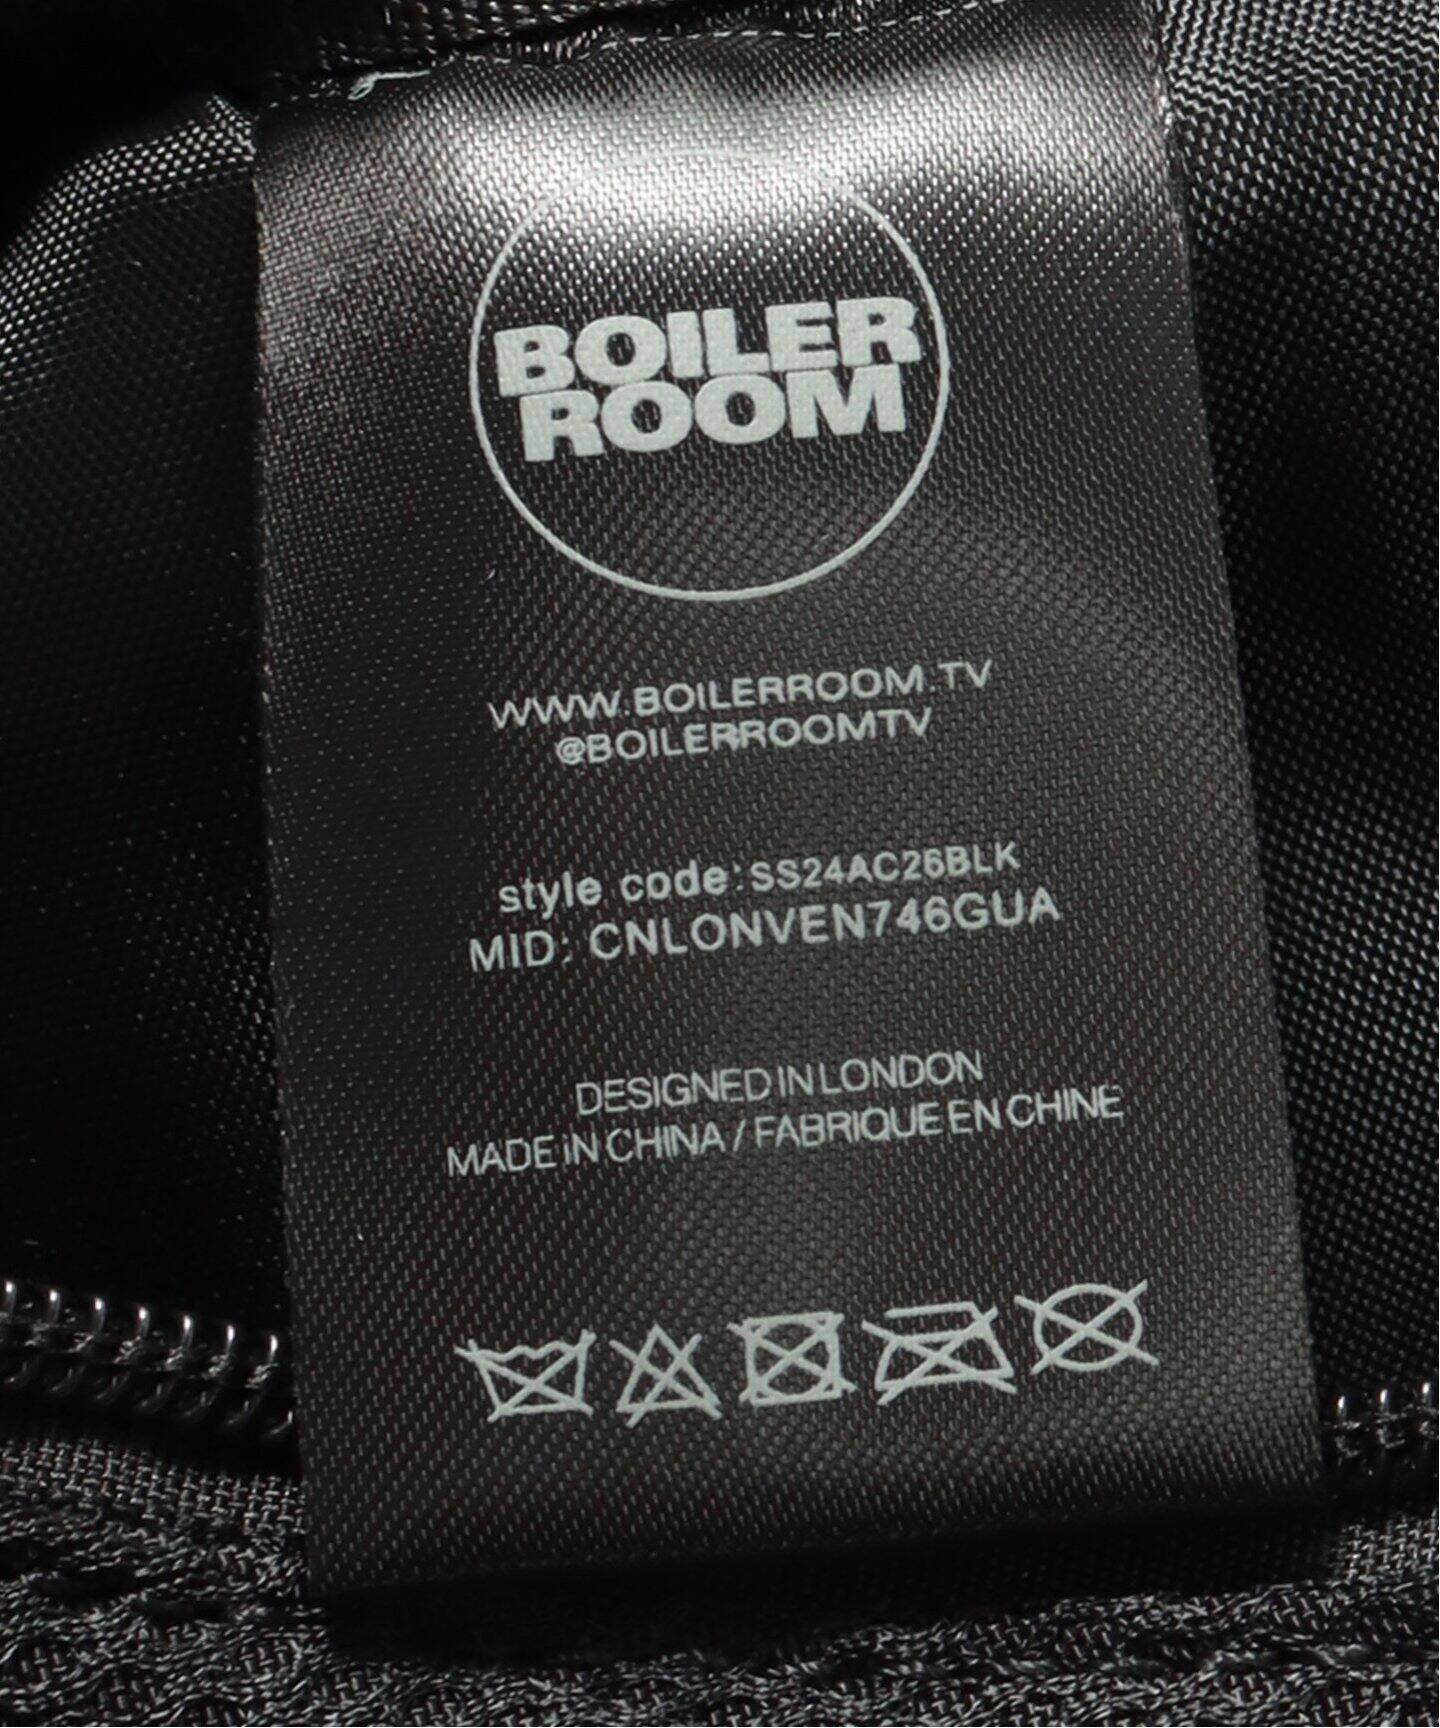 BOILER
ROOM
WWW.BOILERROOM.TV
@BOILERROOMTV
style code:SS24AC26BLK
MID: CNLONVEN746GUA
DESIGNED IN LONDON
MADE iN CHINA / FABRIQUE EN CHINE